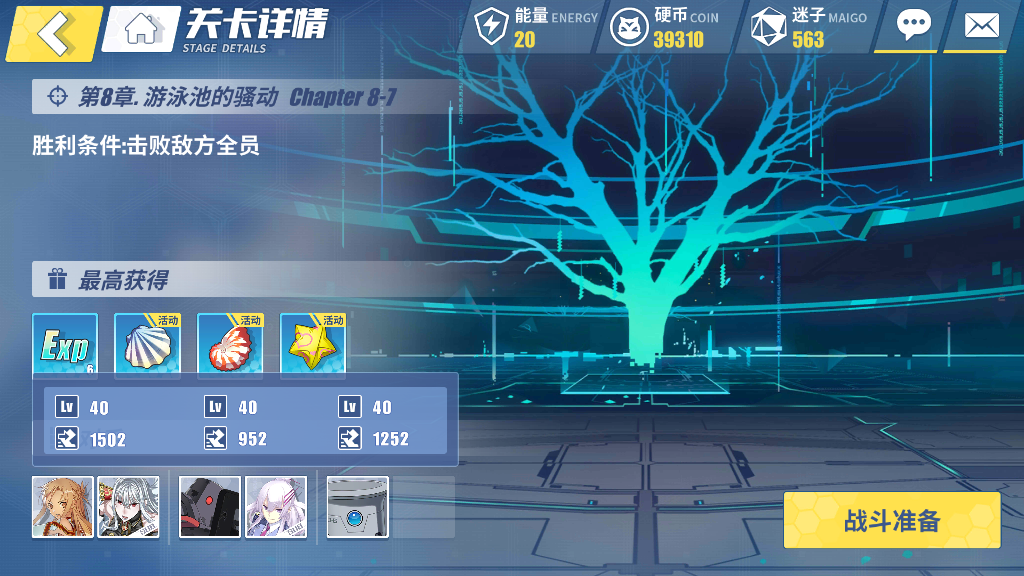 关卡详情
STAGE DETAILS
能量 ENERGY
20
硬币 COIN
39310
迷子 MAIGO
563
第8章. 游泳池的骚动 Chapter 8-7
胜利条件:击败敌方全员
最高获得
Exp
6
活动
活动
活动
Lv 40
Lv 40
Lv 40
1502
952
1252
战斗准备